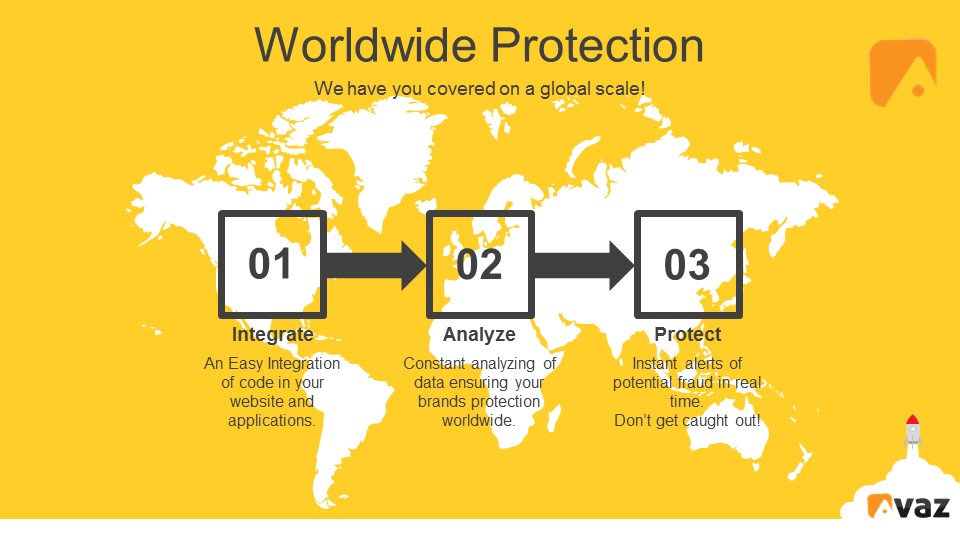 Worldwide Protection
We have you covered on a global scale!
01
02
03
Integrate
An Easy Integration
of code in your
website and
applications.
Analyze
Constant analyzing of
data ensuring your
brands protection
worldwide.
Protect
Instant alerts of
potential fraud in real
time.
Don't get caught out!
Avaz